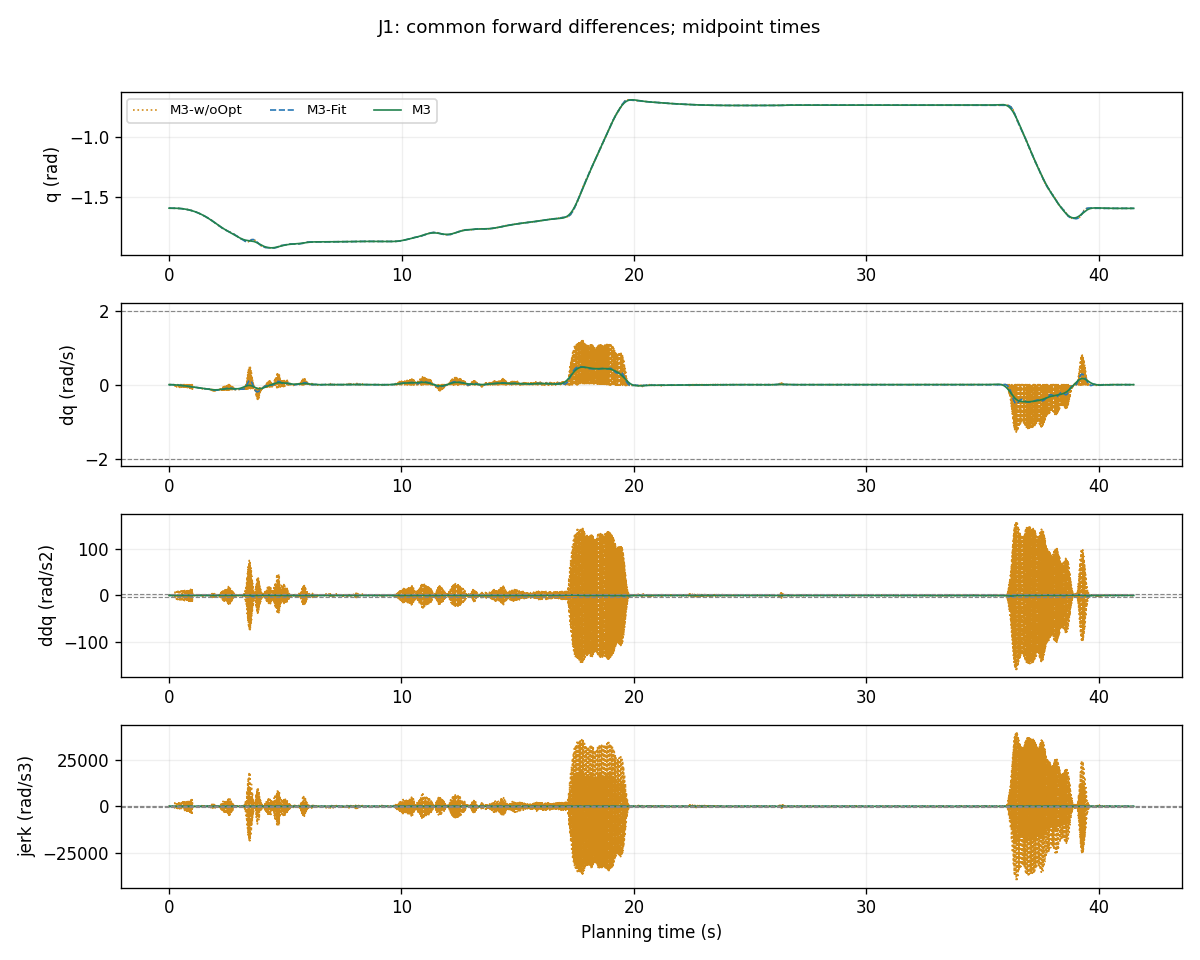 J1: common forward differences; midpoint times
M3-w/oOpt M3-Fit M3
q (rad)
−1.0
−1.5
0 10 20 30 40
dq (rad/s)
2
0
−2
0 10 20 30 40
ddq (rad/s2)
100
0
−100
0 10 20 30 40
jerk (rad/s3)
25000
0
−25000
0 10 20 30 40
Planning time (s)